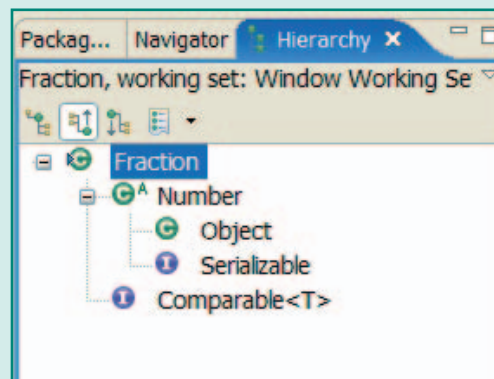 Packag... Navigator Hierarchy
Fraction, working set: Window Working Se
Fraction
A Number
Object
Serializable
Comparable<T>